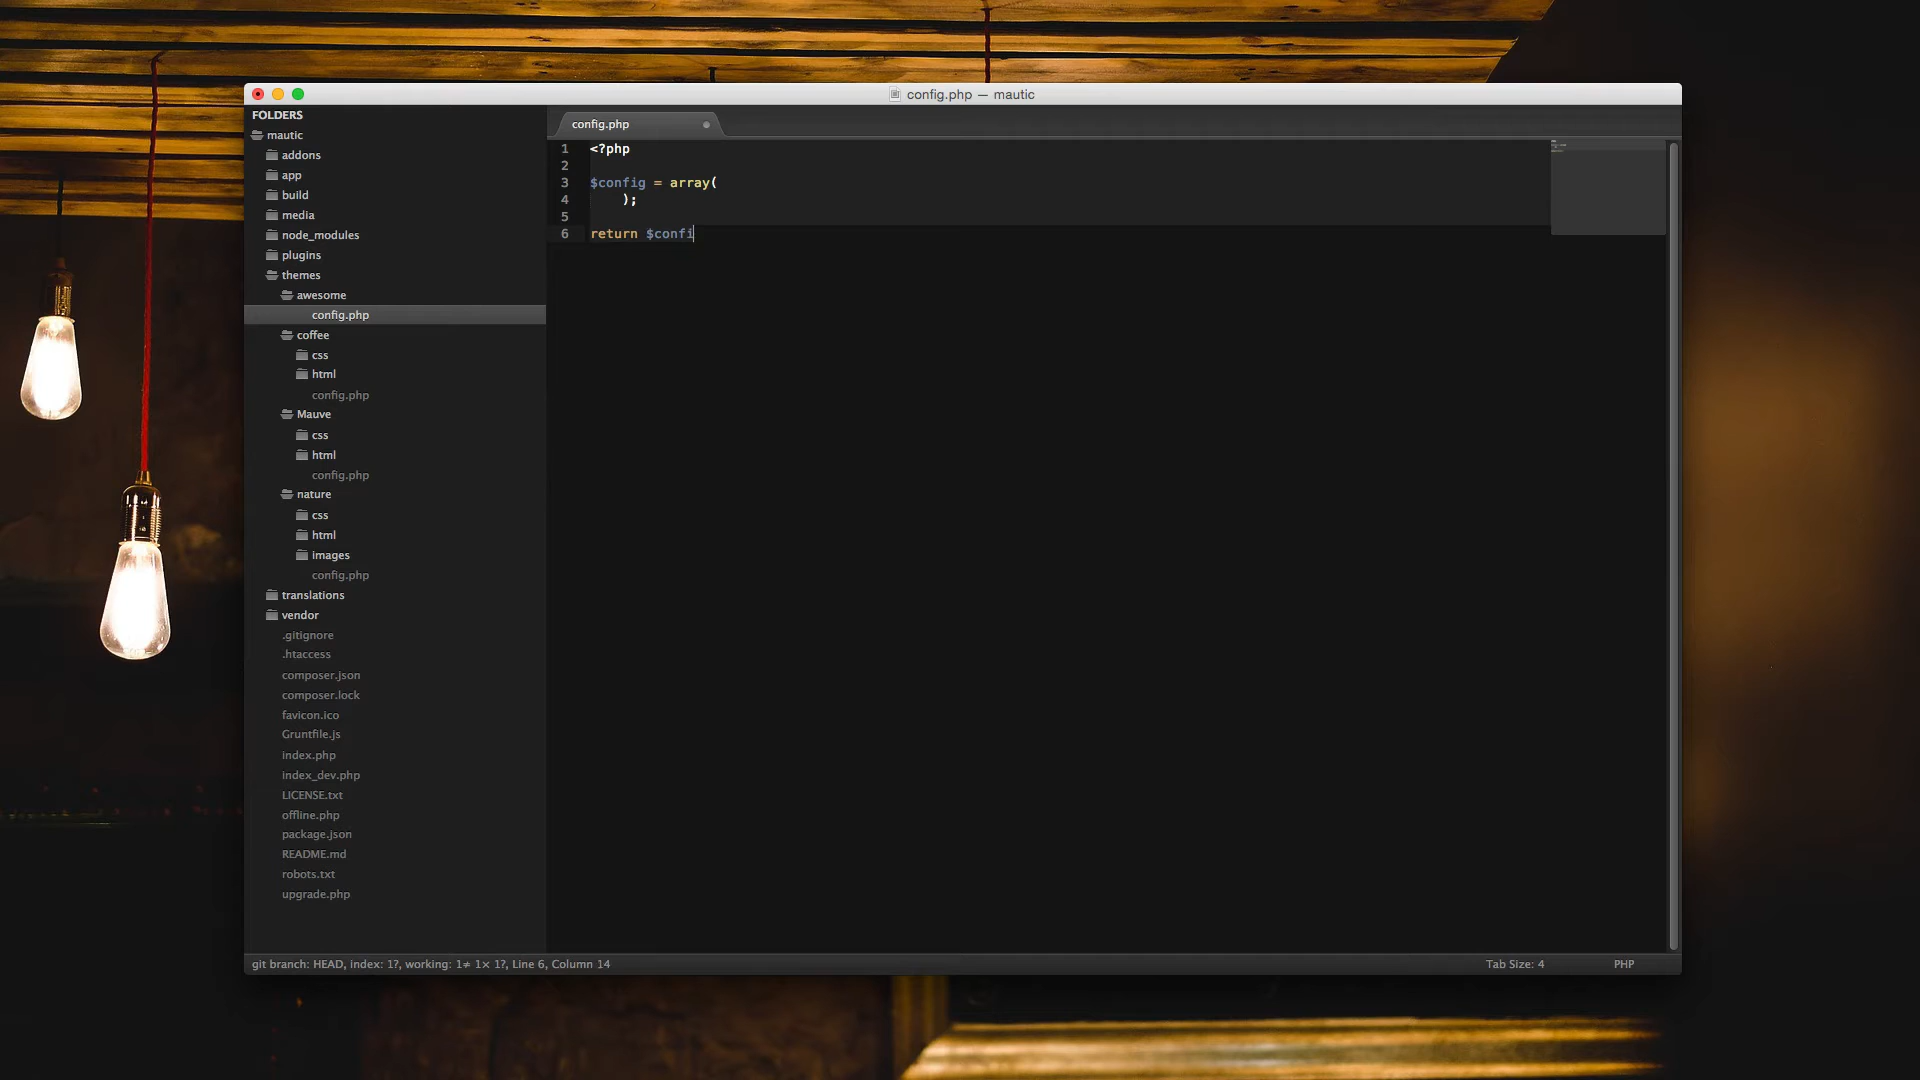 config.php — mautic
FOLDERS
mautic
addons
app
build
media
node_modules
plugins
themes
awesome
config.php
coffee
css
html
config.php
Mauve
css
html
config.php
nature
css
html
images
config.php
translations
vendor
.gitignore
.htaccess
composer.json
composer.lock
favicon.ico
Gruntfile.js
index.php
index_dev.php
LICENSE.txt
offline.php
package.json
README.md
robots.txt
upgrade.php
config.php
1 <?php
2
3 $config = array(
4 );
5
6 return $confi
git branch: HEAD, index: 1?, working: 1≠ 1× 1?, Line 6, Column 14
Tab Size: 4
PHP